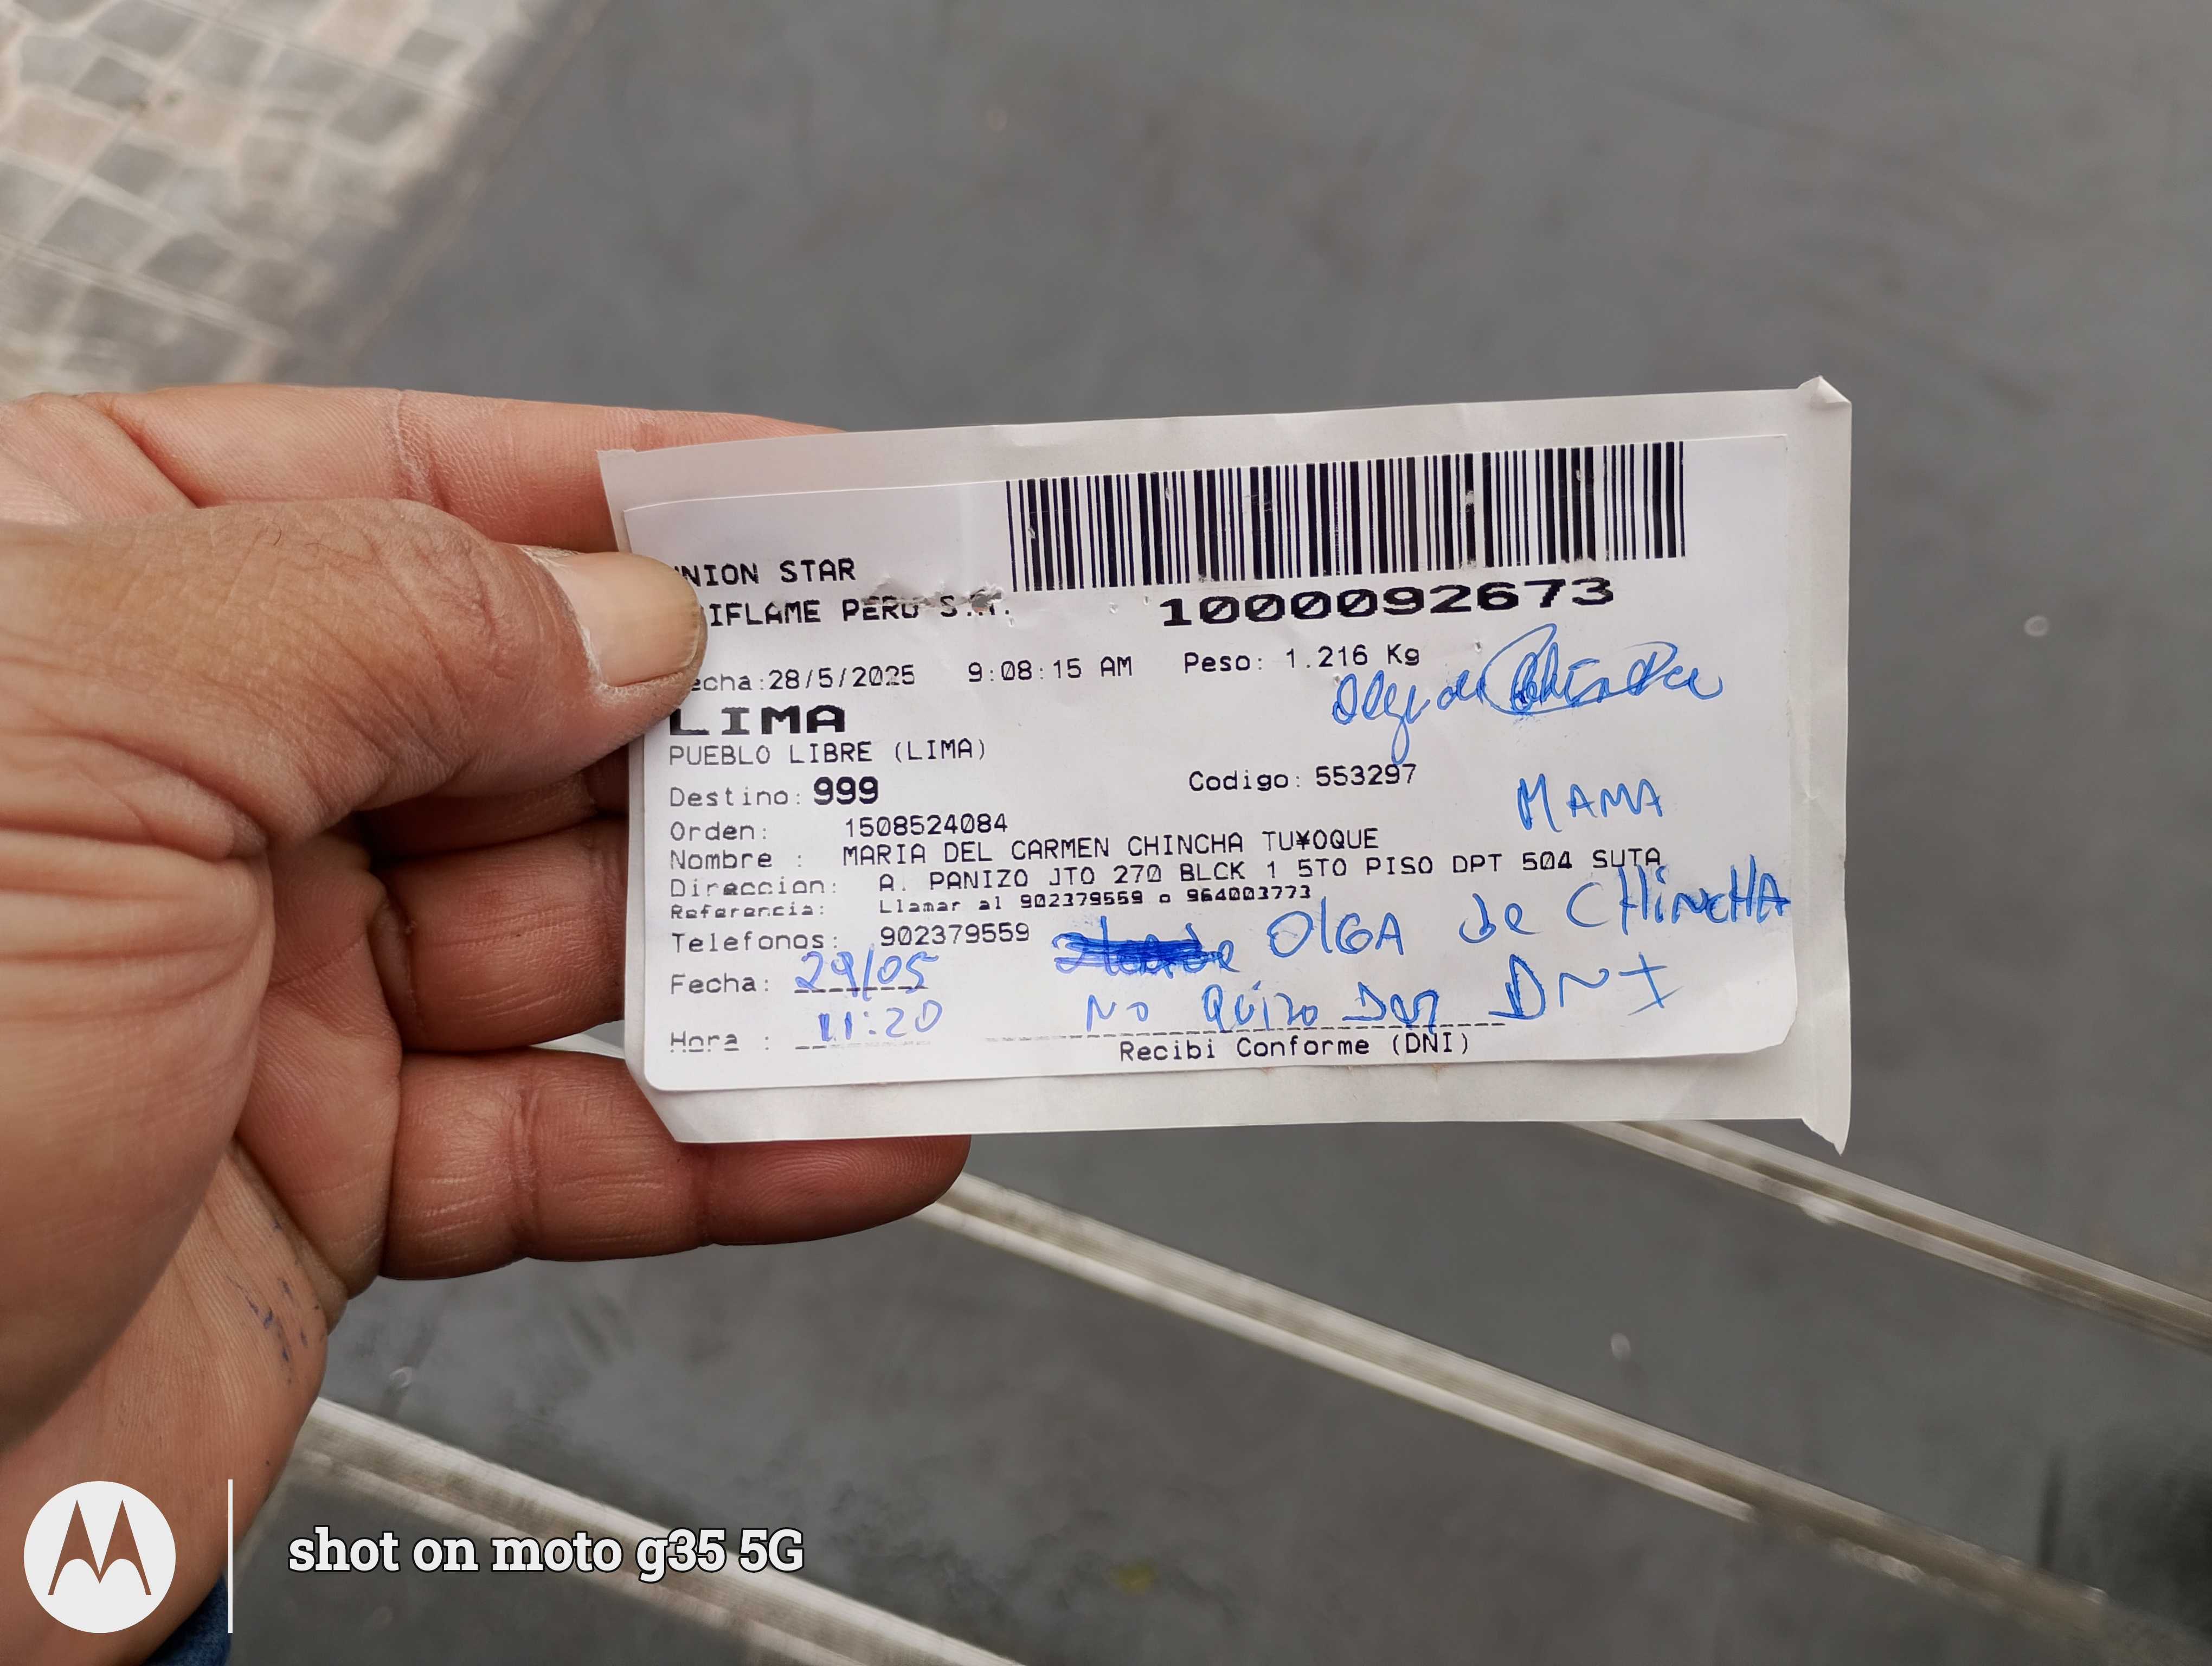 NION STAR
IFLAME PERU S.A.
1000092673
echa:28/5/2025 9:08:15 AM Peso: 1.216 Kg
Olga de Chincha
LIMA
PUEBLO LIBRE (LIMA)
Destino: 999 Codigo: 553297
MAMA
Orden: 1508524084
Nombre : MARIA DEL CARMEN CHINCHA TU¥OQUE
Direccion: A. PANIZO JTO 270 BLCK 1 5TO PISO DPT 504 SUTA
Referencia: Llamar al 902379559 o 964003773
Telefonos: 902379559 OlGA de CHiNCHA
Fecha: 29/05 No Quizo Dar DNI
Hora : 11:20
Recibi Conforme (DNI)
shot on moto g35 5G